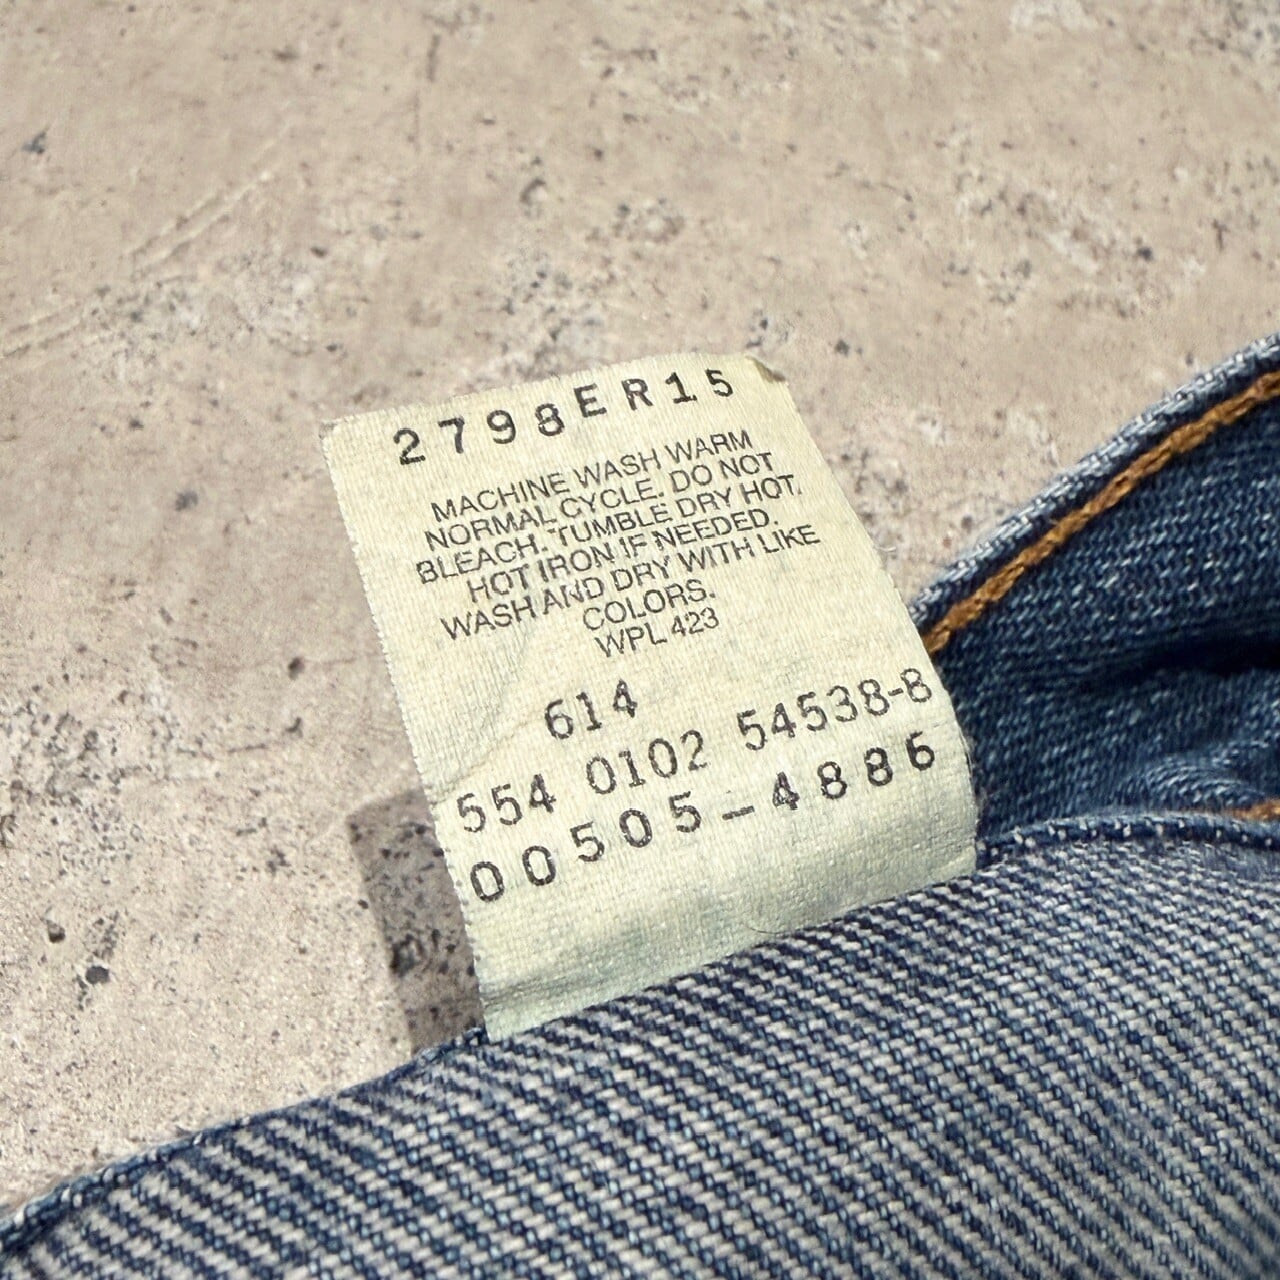 2798ER15
MACHINE WASH WARM
NORMAL CYCLE. DO NOT
BLEACH. TUMBLE DRY HOT.
HOT IRON IF NEEDED.
WASH AND DRY WITH LIKE
COLORS.
WPL 423
614
554 0102 54538-8
00505-4886